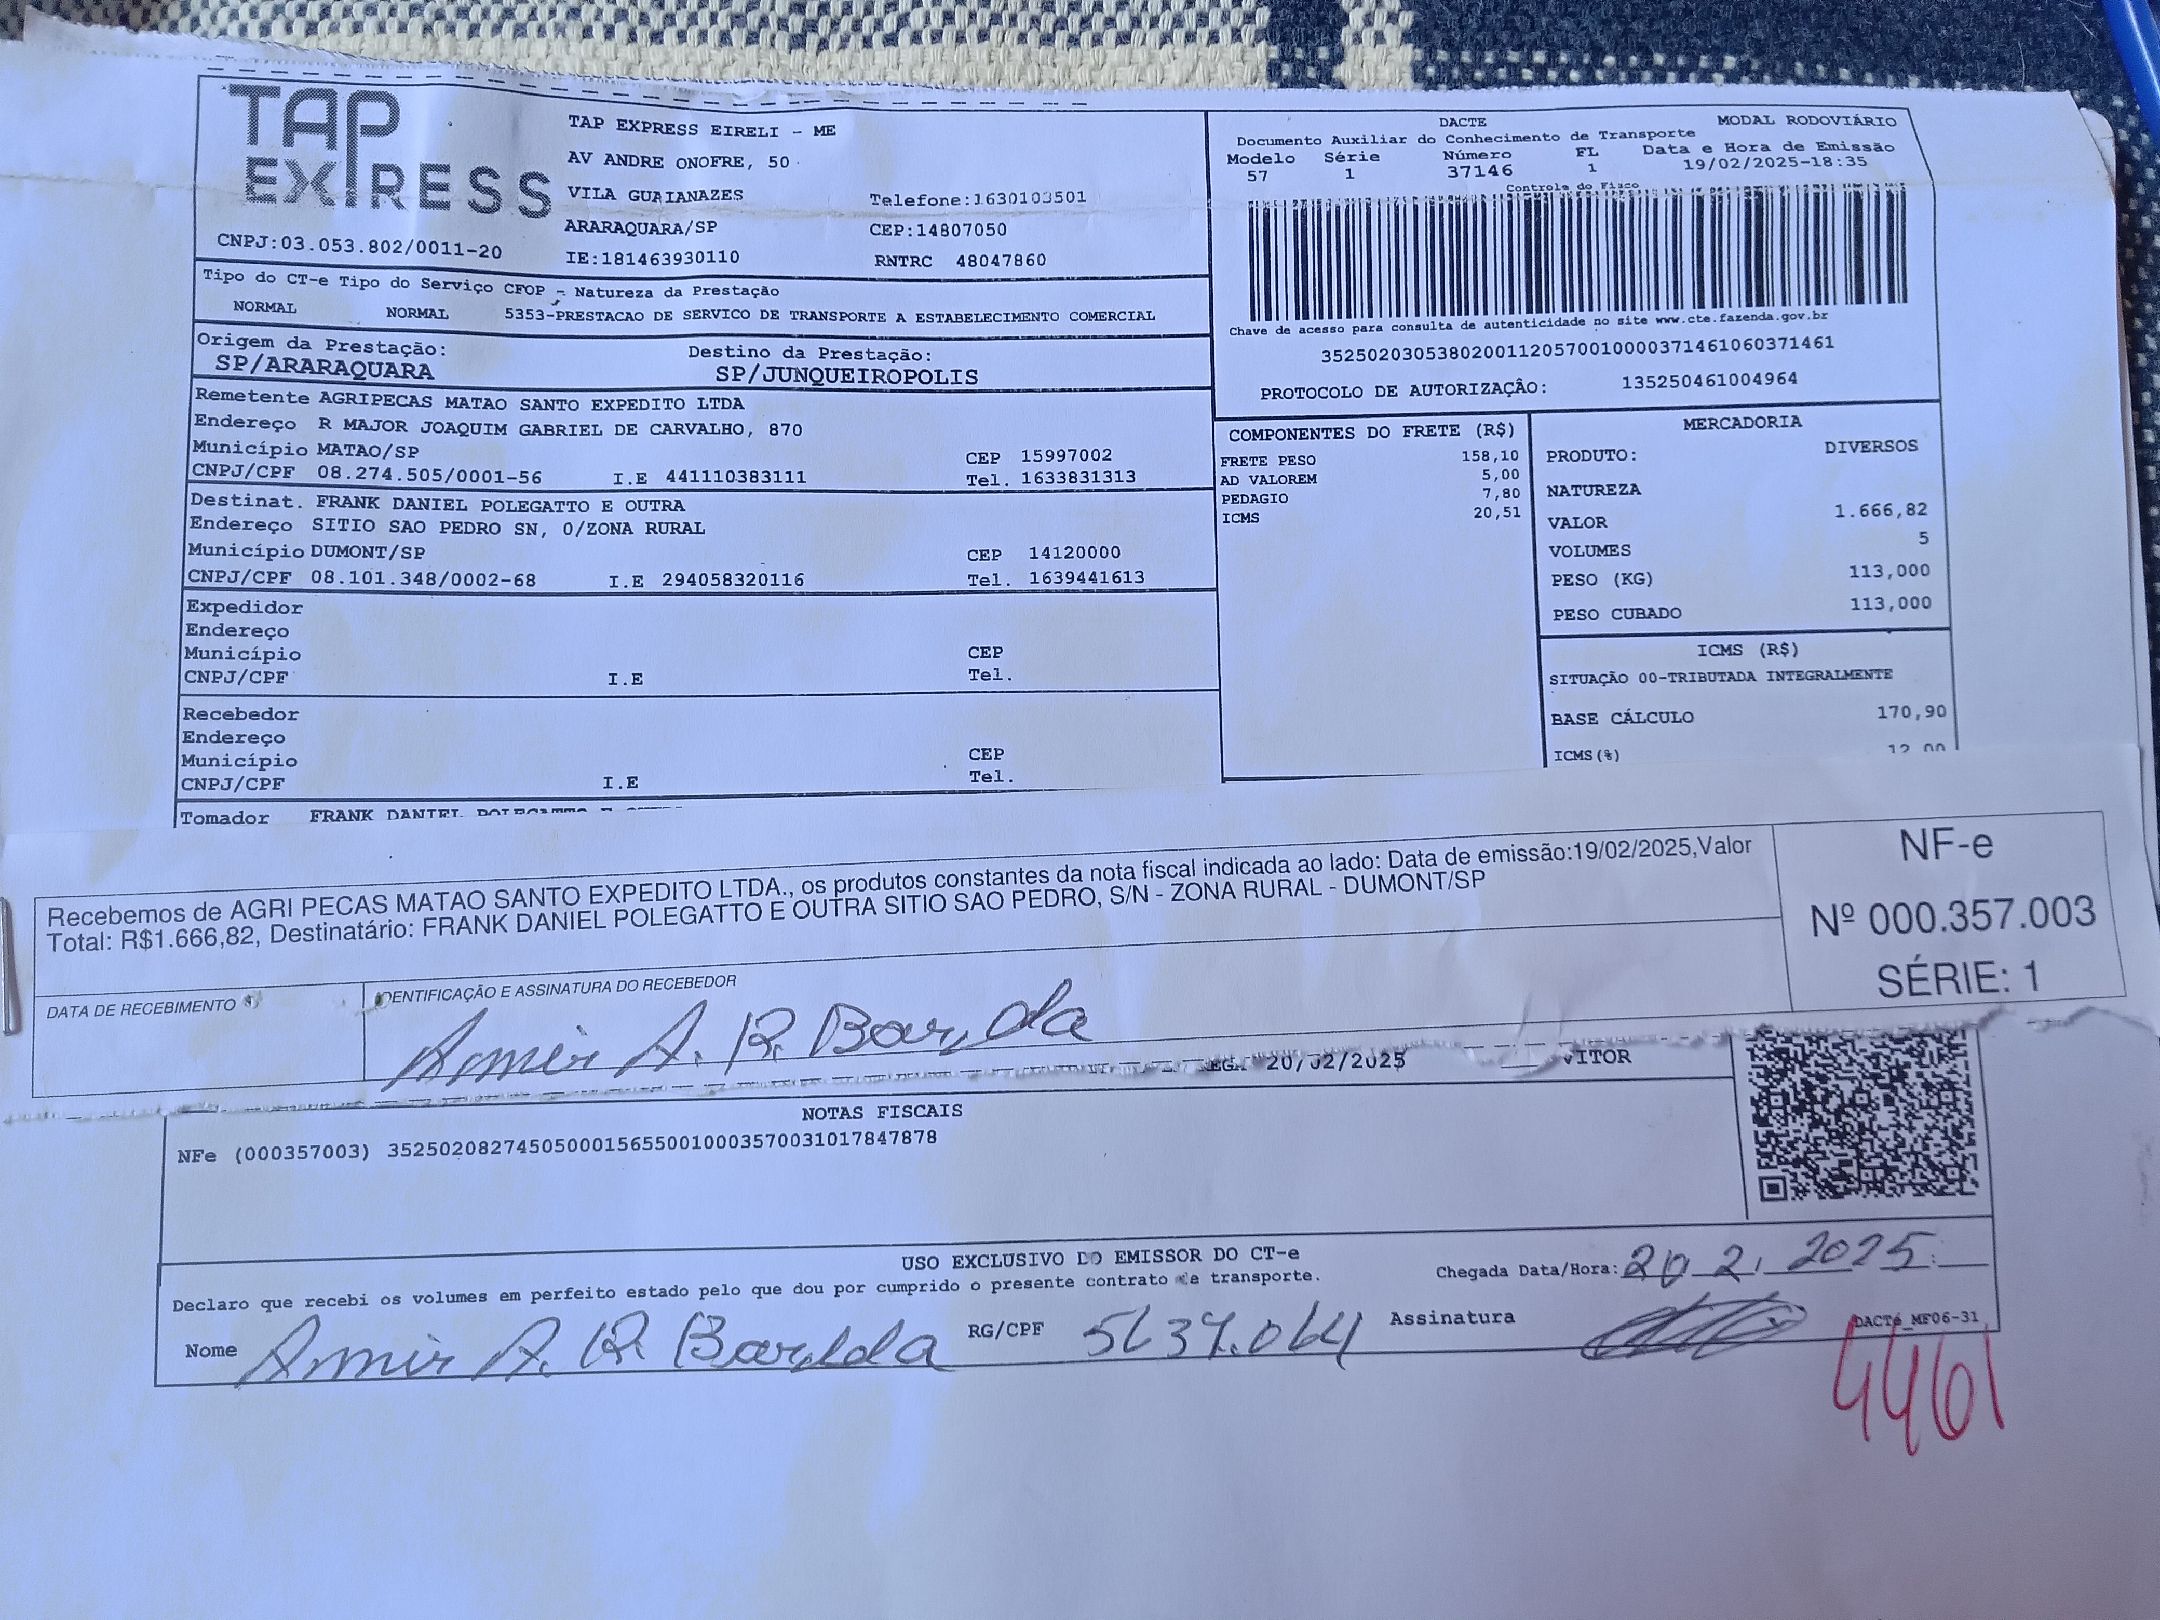 TAP EXPRESS
TAP EXPRESS EIRELI - ME
AV ANDRE ONOFRE, 50
VILA GUAIANAZES Telefone:1630103501
ARARAQUARA/SP CEP:14807050
CNPJ:03.053.802/0011-20 IE:181463930110 RNTRC 48047860
DACTE MODAL RODOVIÁRIO
Documento Auxiliar do Conhecimento de Transporte
Modelo Série Número FL Data e Hora de Emissão
57 1 37146 1 19/02/2025-18:35
Controle do Fisco
Chave de acesso para consulta de autenticidade no site www.cte.fazenda.gov.br
35250203053802001120570010000371461060371461
PROTOCOLO DE AUTORIZAÇÃO: 135250461004964
Tipo do CT-e Tipo do Serviço CFOP - Natureza da Prestação
NORMAL NORMAL 5353-PRESTACAO DE SERVICO DE TRANSPORTE A ESTABELECIMENTO COMERCIAL
Origem da Prestação: Destino da Prestação:
SP/ARARAQUARA SP/JUNQUEIROPOLIS
Remetente AGRIPECAS MATAO SANTO EXPEDITO LTDA
Endereço R MAJOR JOAQUIM GABRIEL DE CARVALHO, 870
Município MATAO/SP CEP 15997002
CNPJ/CPF 08.274.505/0001-56 I.E 441110383111 Tel. 1633831313
Destinat. FRANK DANIEL POLEGATTO E OUTRA
Endereço SITIO SAO PEDRO SN, 0/ZONA RURAL
Município DUMONT/SP CEP 14120000
CNPJ/CPF 08.101.348/0002-68 I.E 294058320116 Tel. 1639441613
Expedidor
Endereço
Município CEP
CNPJ/CPF I.E Tel.
Recebedor
Endereço
Município CEP
CNPJ/CPF I.E Tel.
Tomador FRANK DANIEL POLEGATTO E
COMPONENTES DO FRETE (R$)
FRETE PESO 158,10
AD VALOREM 5,00
PEDAGIO 7,80
ICMS 20,51
MERCADORIA
PRODUTO: DIVERSOS
NATUREZA
VALOR 1.666,82
VOLUMES 5
PESO (KG) 113,000
PESO CUBADO 113,000
ICMS (R$)
SITUAÇÃO 00-TRIBUTADA INTEGRALMENTE
BASE CÁLCULO 170,90
ICMS(%) 12,00
Recebemos de AGRI PECAS MATAO SANTO EXPEDITO LTDA., os produtos constantes da nota fiscal indicada ao lado: Data de emissão:19/02/2025,Valor
Total: R$1.666,82, Destinatário: FRANK DANIEL POLEGATTO E OUTRA SITIO SAO PEDRO, S/N - ZONA RURAL - DUMONT/SP
NF-e
Nº 000.357.003
SÉRIE: 1
DATA DE RECEBIMENTO IDENTIFICAÇÃO E ASSINATURA DO RECEBEDOR
A. R.
20/02/2025 VITOR
NOTAS FISCAIS
NFe (000357003) 35250208274505000156550010003570031017847878
USO EXCLUSIVO DO EMISSOR DO CT-e
Declaro que recebi os volumes em perfeito estado pelo que dou por cumprido o presente contrato de transporte. Chegada Data/Hora: 20 2, 2025
Nome A. R. RG/CPF Assinatura DACTe_MF06-31
4461